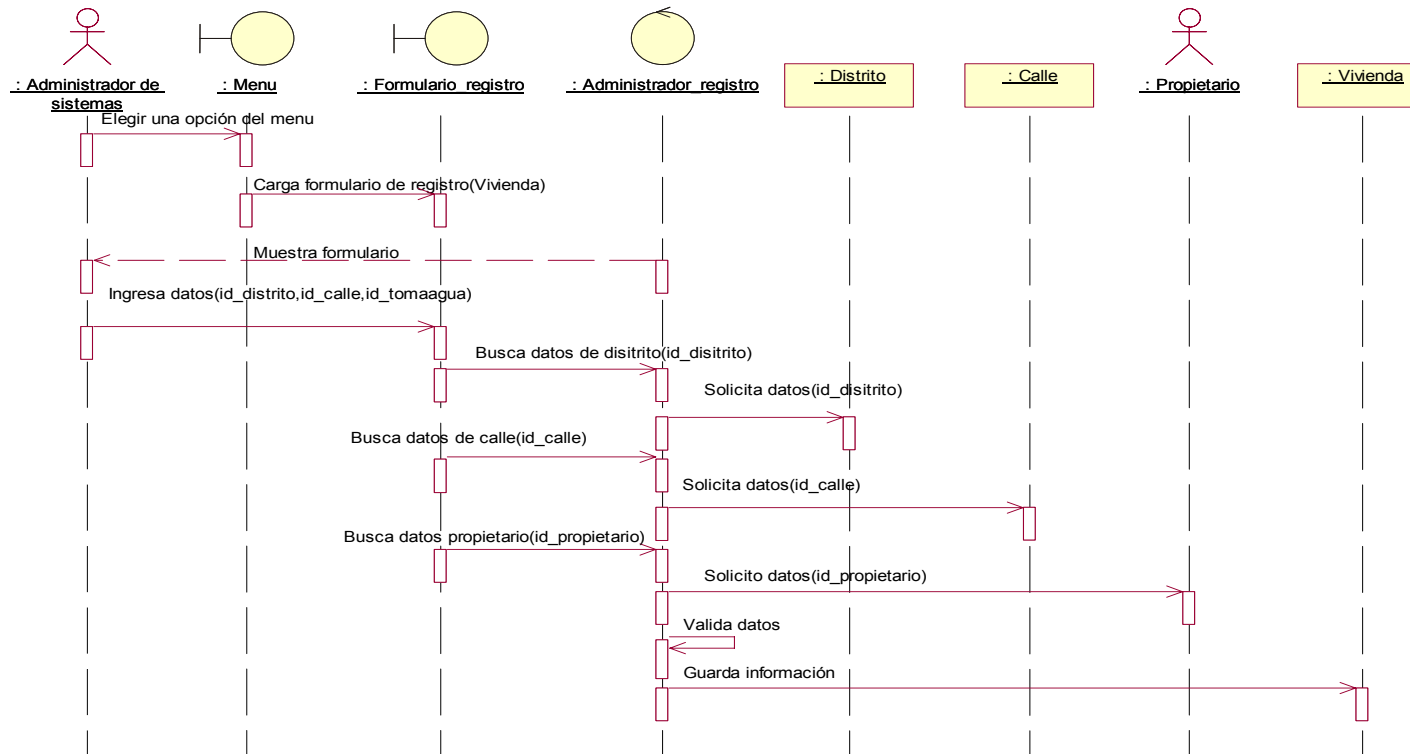 : Administrador de
sistemas
: Menu
: Formulario_registro
: Administrador_registro
: Distrito
: Calle
: Propietario
: Vivienda
Elegir una opción del menu
Carga formulario de registro(Vivienda)
Muestra formulario
Ingresa datos(id_distrito,id_calle,id_tomaagua)
Busca datos de disitrito(id_disitrito)
Solicita datos(id_disitrito)
Busca datos de calle(id_calle)
Solicita datos(id_calle)
Busca datos propietario(id_propietario)
Solicito datos(id_propietario)
Valida datos
Guarda información